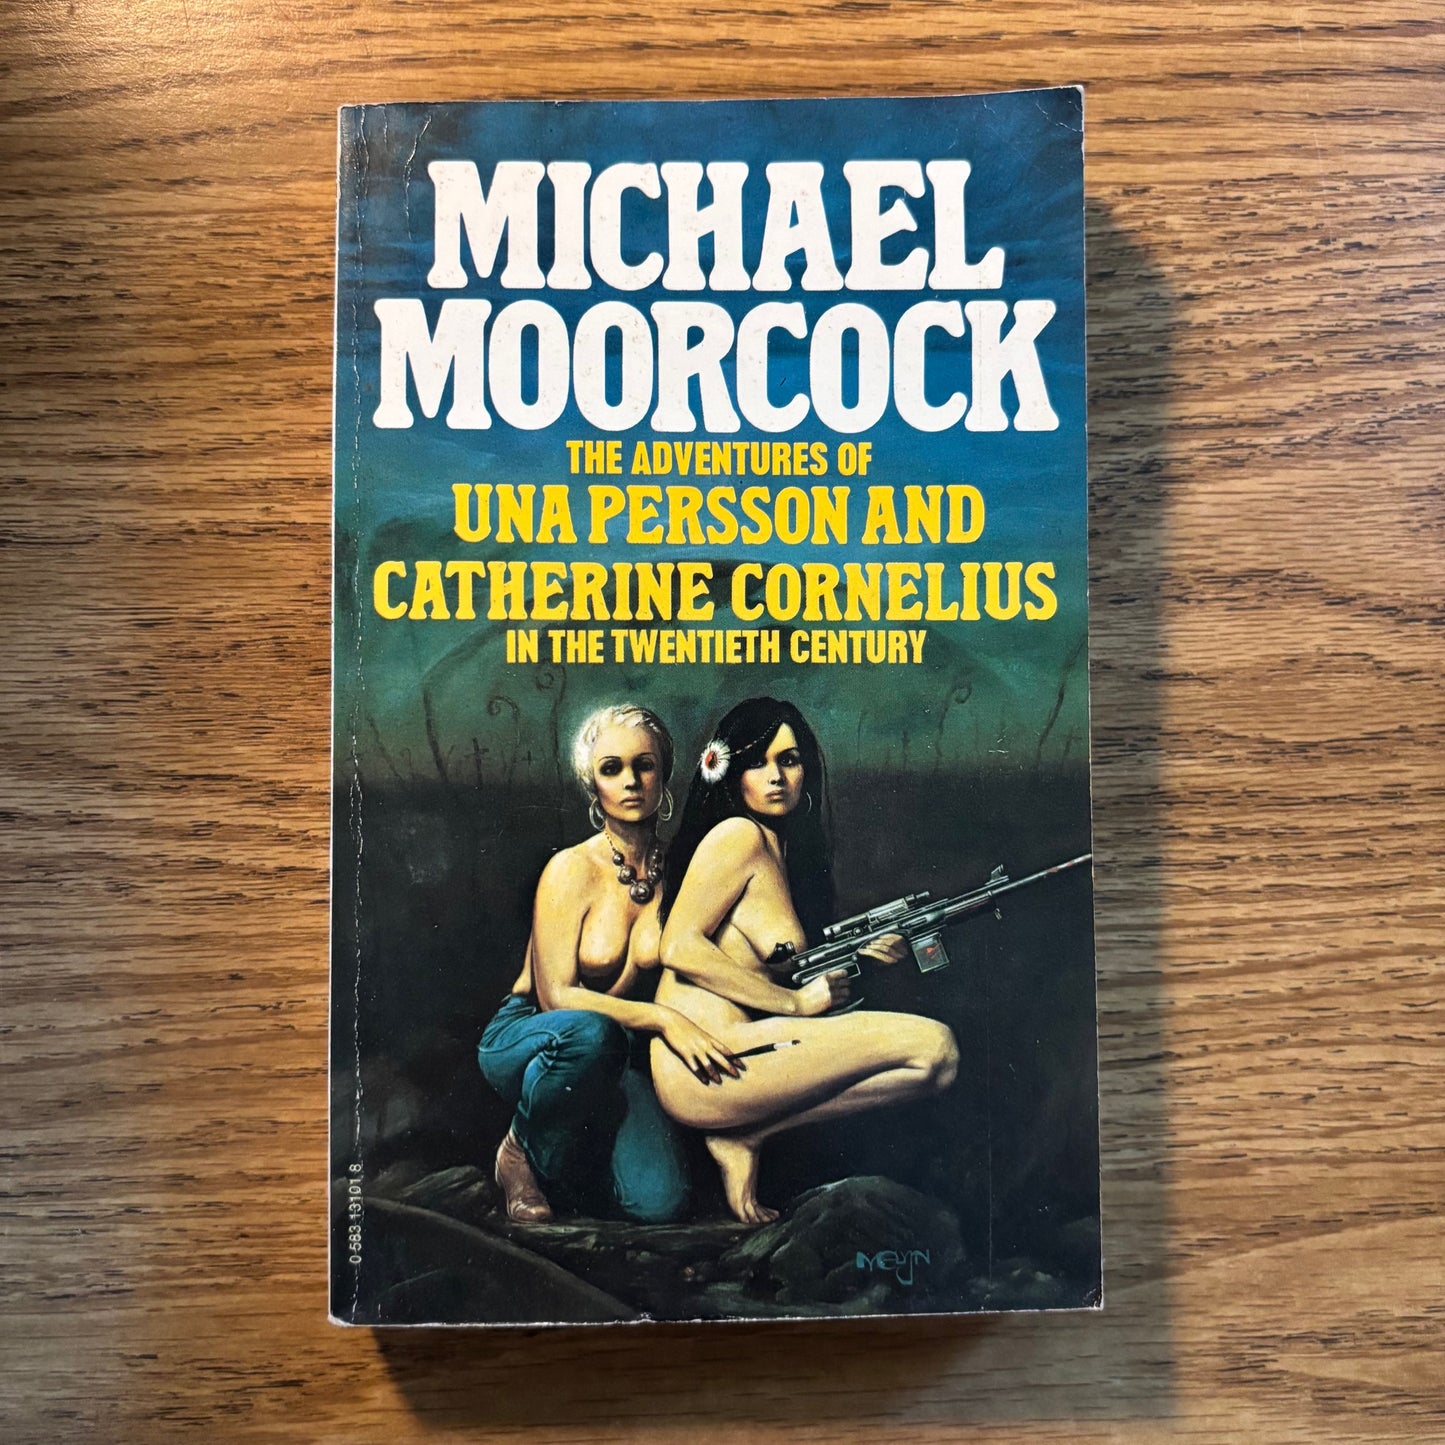 MICHAEL
MOORCOCK
THE ADVENTURES OF
UNA PERSSON AND
CATHERINE CORNELIUS
IN THE TWENTIETH CENTURY
0 583 13101 8
MELVYN